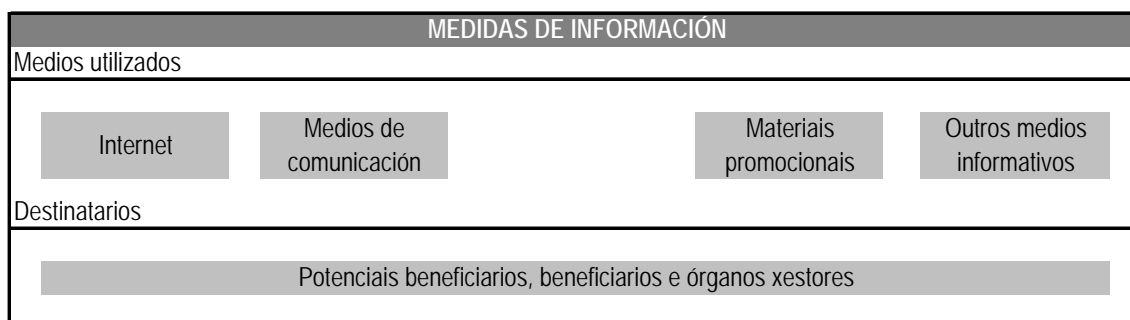 MEDIDAS DE INFORMACIÓN
Medios utilizados
Internet
Medios de
comunicación
Materiais
promocionais
Outros medios
informativos
Destinatarios
Potenciais beneficiarios, beneficiarios e órganos xestores